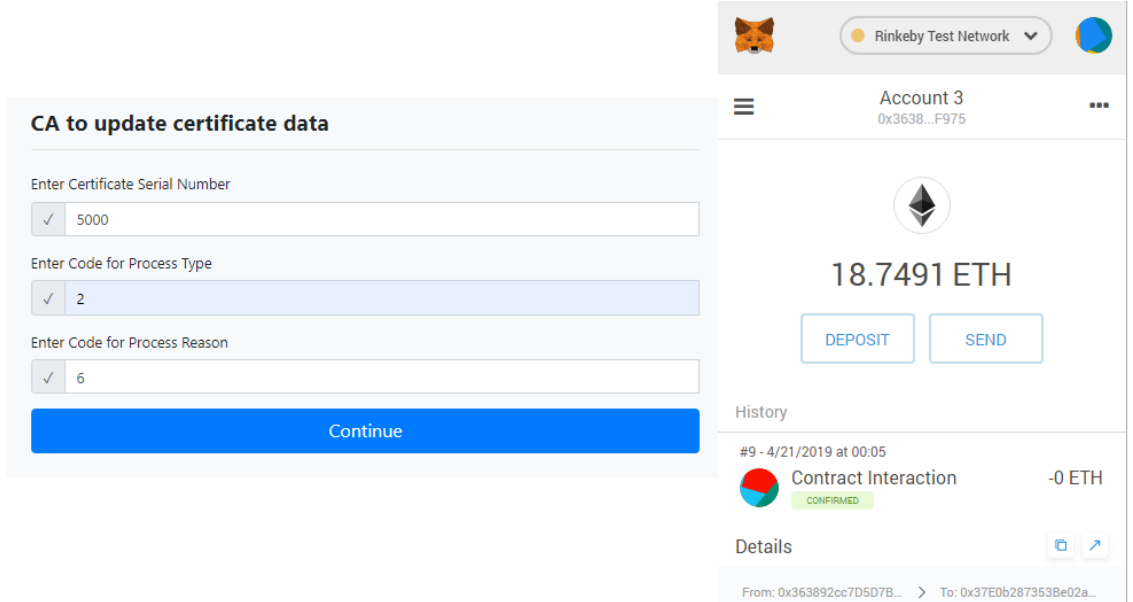 CA to update certificate data
Enter Certificate Serial Number
✓ 5000
Enter Code for Process Type
✓ 2
Enter Code for Process Reason
✓ 6
Continue
Rinkeby Test Network
Account 3
0x3638...F975
18.7491 ETH
DEPOSIT SEND
History
#9 - 4/21/2019 at 00:05
Contract Interaction -0 ETH
CONFIRMED
Details
From: 0x363892cc7D5D7B... > To: 0x37E0b287353Be02a...